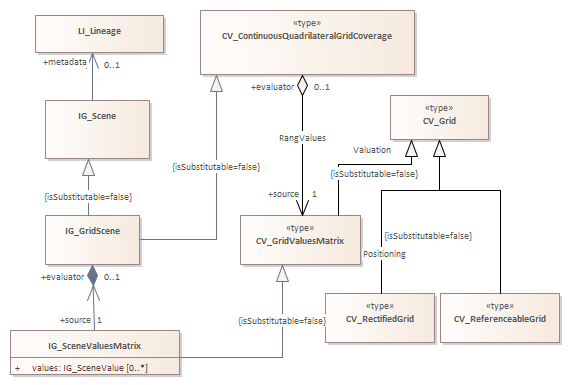 LI_Lineage
«type»
CV_ContinuousQuadrilateralGridCoverage
+metadata
0..1
+evaluator
0..1
«type»
CV_Grid
IG_Scene
RangValues
Valuation
{isSubstitutable=false}
{isSubstitutable=false}
{isSubstitutable=false}
+source
1
IG_GridScene
«type»
CV_GridValuesMatrix
{isSubstitutable=false}
Positioning
+evaluator
0..1
«type»
CV_RectifiedGrid
«type»
CV_ReferenceableGrid
+source
1
{isSubstitutable=false}
IG_SceneValuesMatrix
+ values: IG_SceneValue [0..*]